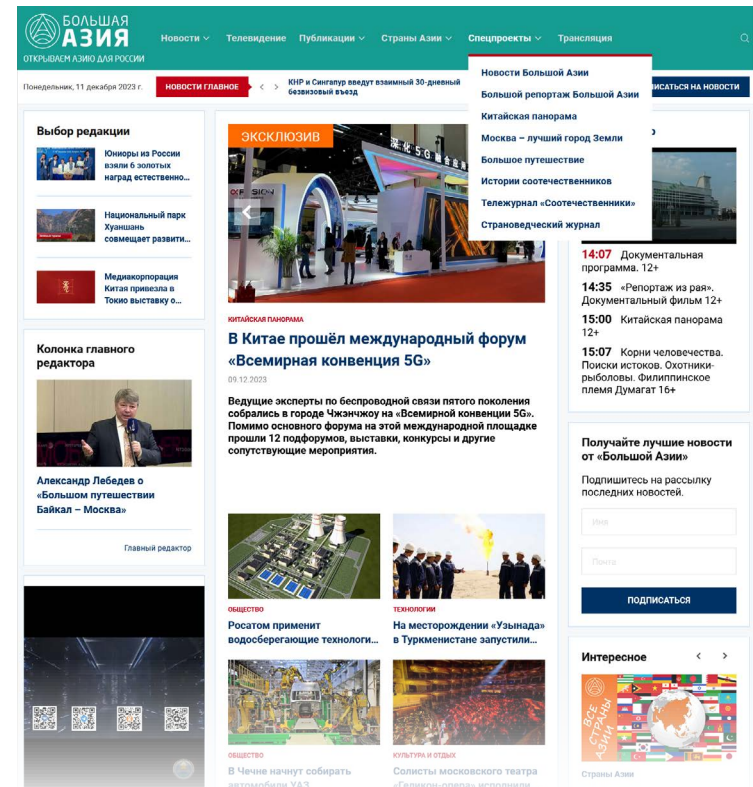 БОЛЬШАЯ
АЗИЯ
ОТКРЫВАЕМ АЗИЮ ДЛЯ РОССИИ
Новости
Телевидение
Публикации
Страны Азии
Спецпроекты
Трансляция
Новости Большой Азии
Большой репортаж Большой Азии
Китайская панорама
Москва – лучший город Земли
Большое путешествие
Истории соотечественников
Тележурнал «Соотечественники»
Страноведческий журнал
Понедельник, 11 декабря 2023 г.
НОВОСТИ ГЛАВНОЕ
КНР и Сингапур введут взаимный 30-дневный
безвизовый въезд
НА НОВОСТИ
Выбор редакции
Юниоры из России
взяли 6 золотых
наград естественно...
Национальный парк
Хуаншань
совмещает развити...
Медиакорпорация
Китая привезла в
Токио выставку о...
Колонка главного
редактора
Александр Лебедев о
«Большом путешествии
Байкал – Москва»
Главный редактор
ЭКСКЛЮЗИВ
КИТАЙСКАЯ ПАНОРАМА
В Китае прошёл международный форум
«Всемирная конвенция 5G»
09.12.2023
Ведущие эксперты по беспроводной связи пятого поколения
собрались в городе Чжэнчжоу на «Всемирной конвенции 5G».
Помимо основного форума на этой международной площадке
прошли 12 подфорумов, выставки, конкурсы и другие
сопутствующие мероприятия.
ОБЩЕСТВО
Росатом применит
водосберегающие технологи...
ТЕХНОЛОГИИ
На месторождении «Узынада»
в Туркменистане запустили...
ОБЩЕСТВО
В Чечне начнут собирать
автомобили УАЗ
КУЛЬТУРА И ОТДЫХ
Солисты московского театра
«Геликон-опера» исполнили
14:07 Документальная
программа. 12+
14:35 «Репортаж из рая».
Документальный фильм 12+
15:00 Китайская панорама
12+
15:07 Корни человечества.
Поиски истоков. Охотники-
рыболовы. Филиппинское
племя Думагат 16+
Получайте лучшие новости
от «Большой Азии»
Подпишитесь на рассылку
последних новостей.
Имя
Почта
ПОДПИСАТЬСЯ
Интересное
ВСЕ
СТРАНЫ
АЗИИ
Страны Азии